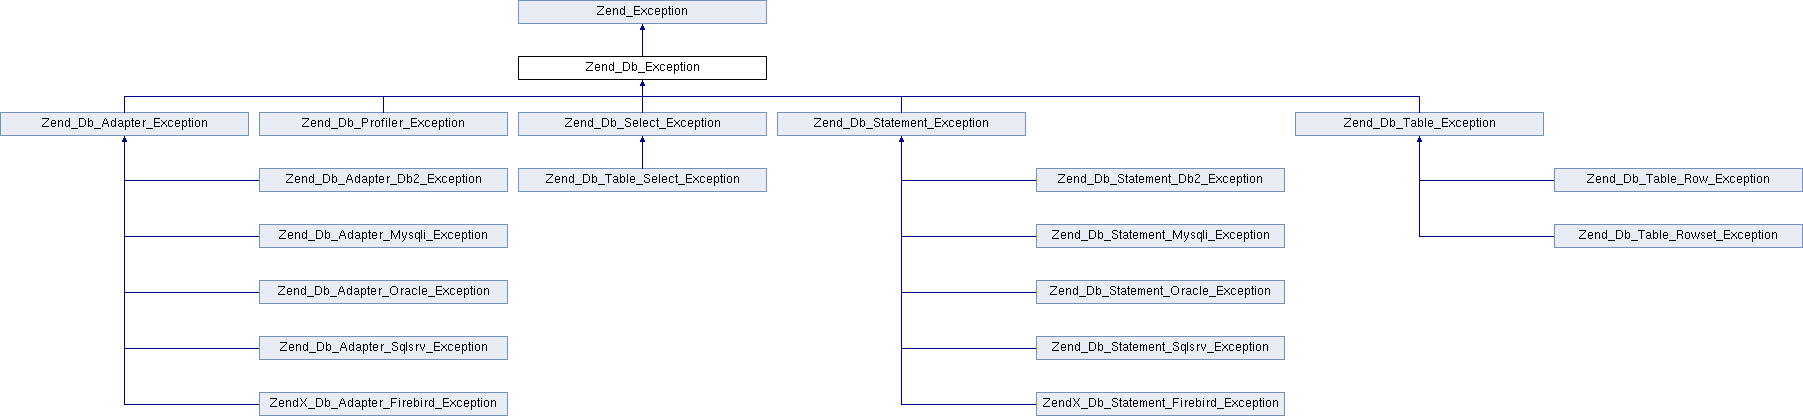 Zend_Exception
Zend_Db_Exception
Zend_Db_Adapter_Exception
Zend_Db_Profiler_Exception
Zend_Db_Select_Exception
Zend_Db_Statement_Exception
Zend_Db_Table_Exception
Zend_Db_Adapter_Db2_Exception
Zend_Db_Table_Select_Exception
Zend_Db_Statement_Db2_Exception
Zend_Db_Table_Row_Exception
Zend_Db_Adapter_Mysqli_Exception
Zend_Db_Statement_Mysqli_Exception
Zend_Db_Table_Rowset_Exception
Zend_Db_Adapter_Oracle_Exception
Zend_Db_Statement_Oracle_Exception
Zend_Db_Adapter_Sqlsrv_Exception
Zend_Db_Statement_Sqlsrv_Exception
ZendX_Db_Adapter_Firebird_Exception
ZendX_Db_Statement_Firebird_Exception